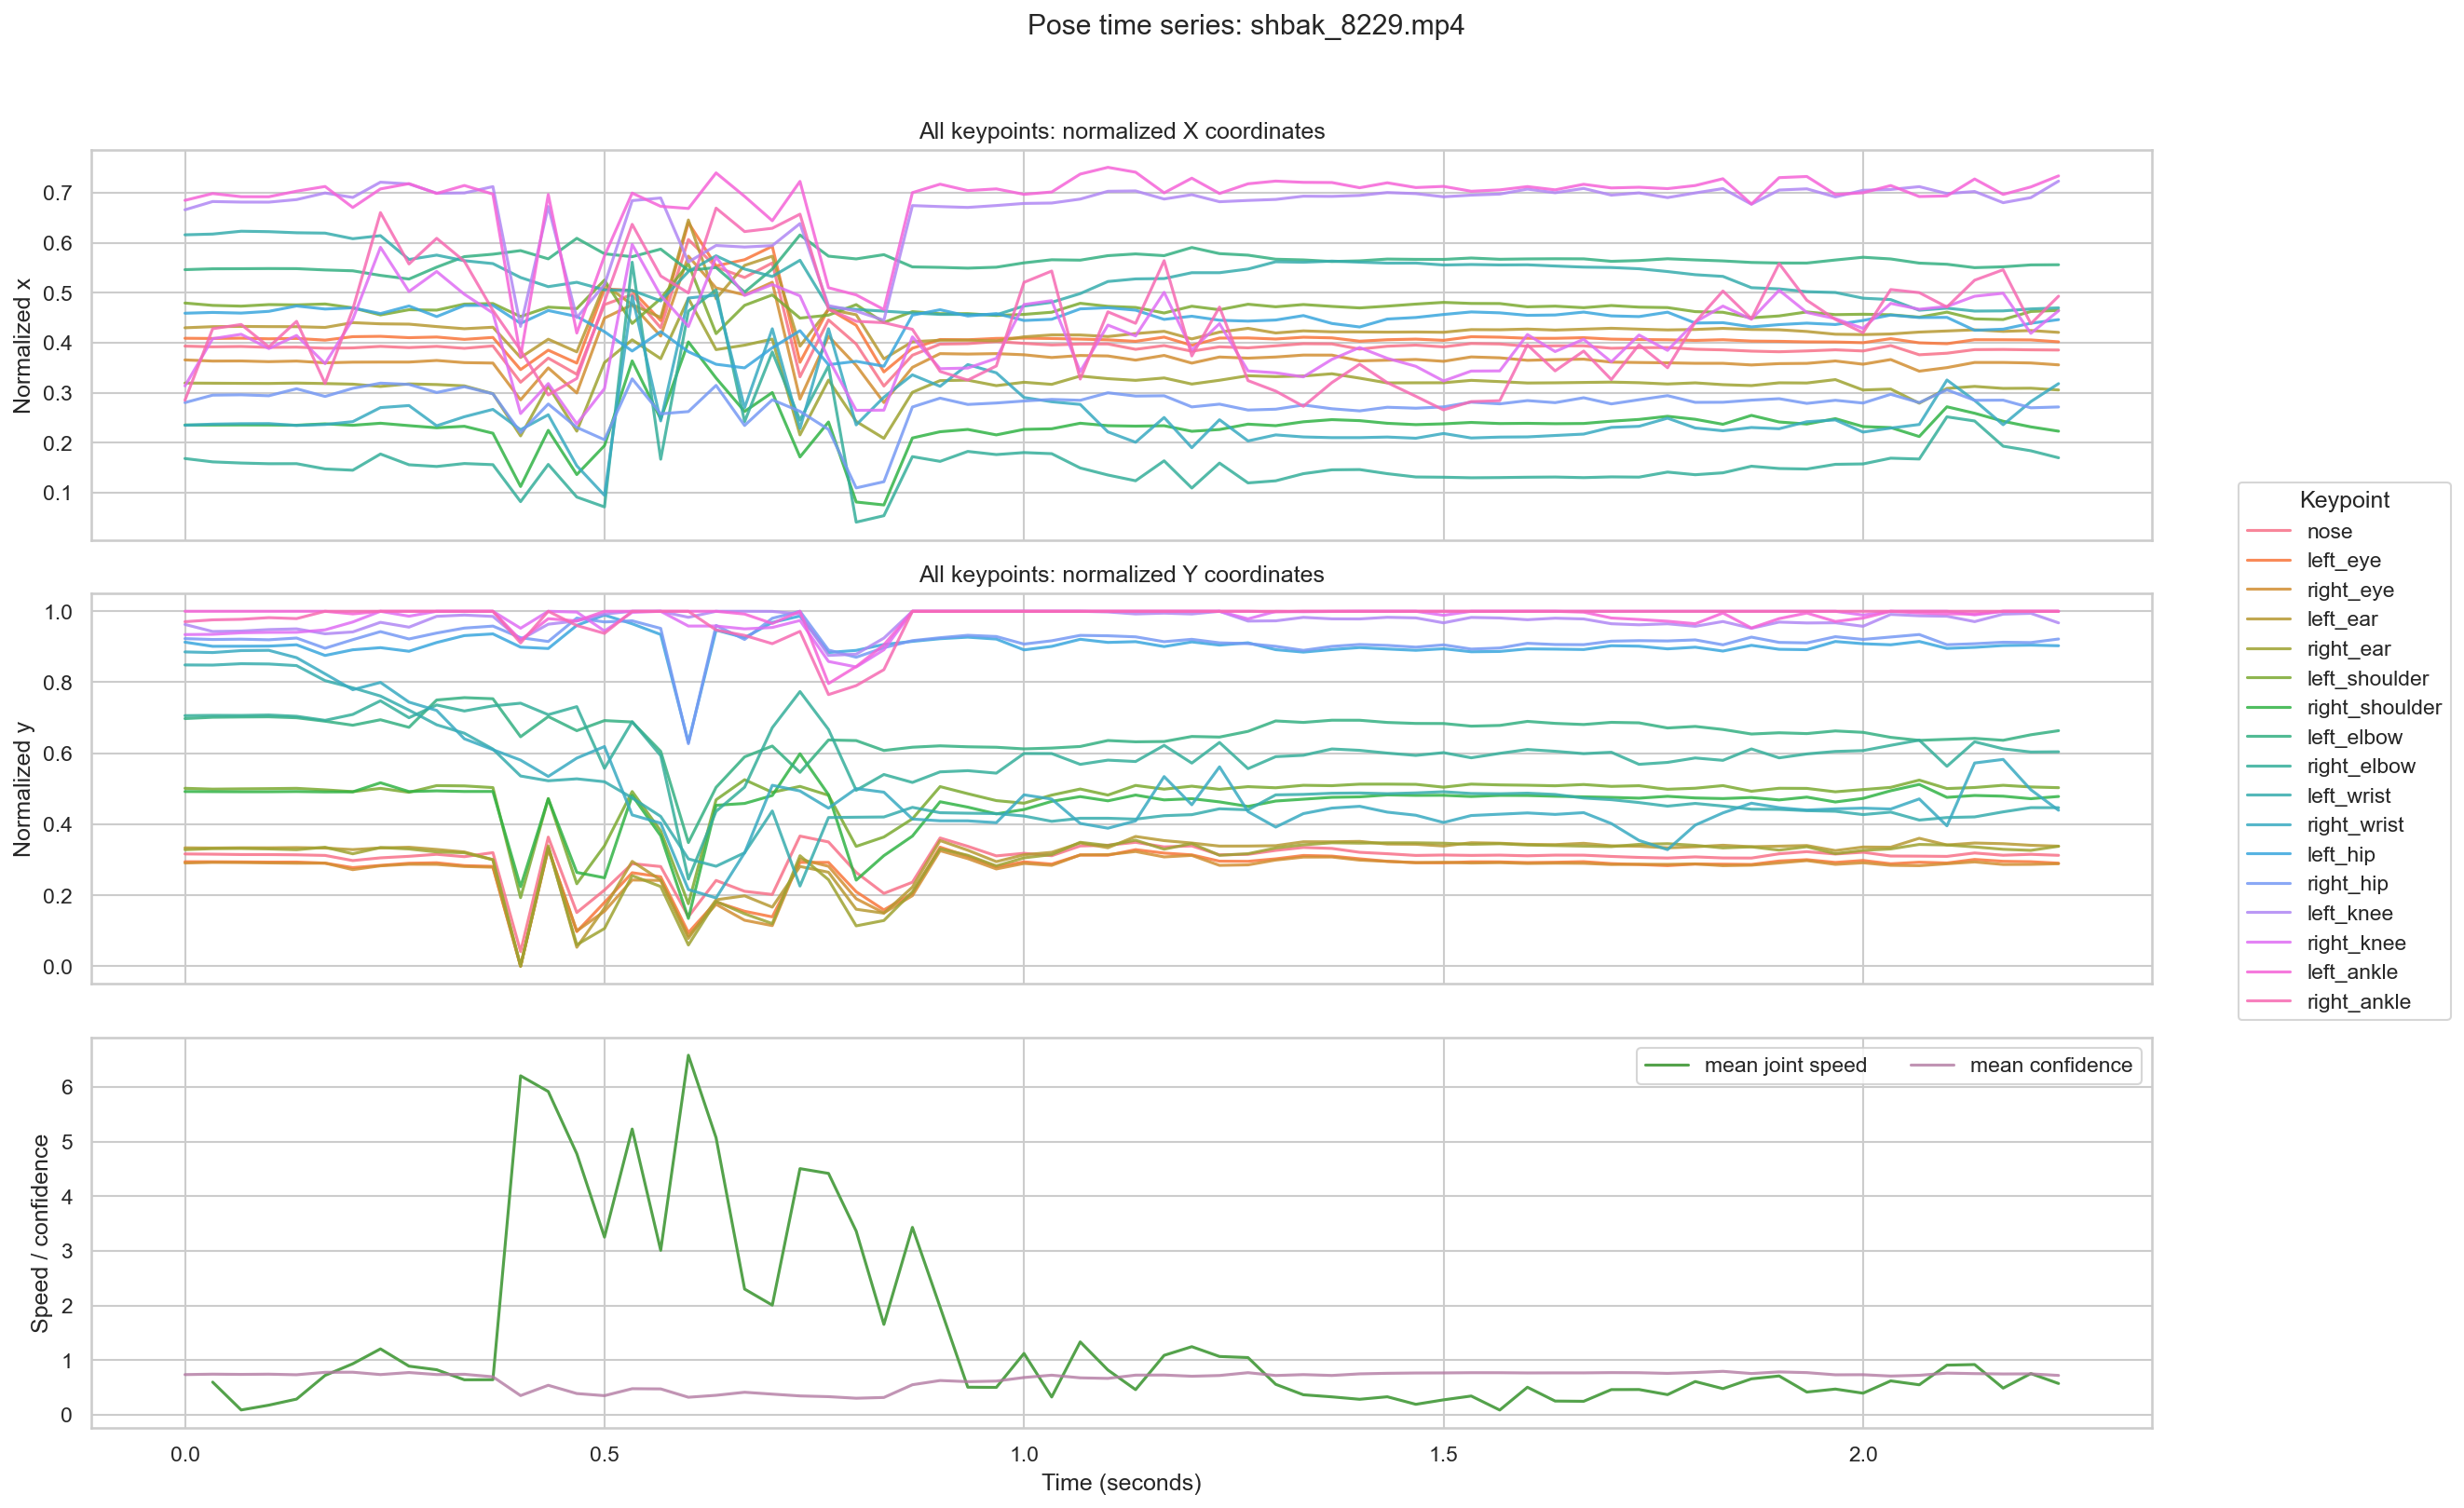 Pose time series: shbak_8229.mp4
All keypoints: normalized X coordinates
Normalized x
0.7
0.6
0.5
0.4
0.3
0.2
0.1
All keypoints: normalized Y coordinates
Normalized y
1.0
0.8
0.6
0.4
0.2
0.0
Keypoint
nose
left_eye
right_eye
left_ear
right_ear
left_shoulder
right_shoulder
left_elbow
right_elbow
left_wrist
right_wrist
left_hip
right_hip
left_knee
right_knee
left_ankle
right_ankle
mean joint speed mean confidence
Speed / confidence
6
5
4
3
2
1
0
0.0 0.5 1.0 1.5 2.0
Time (seconds)